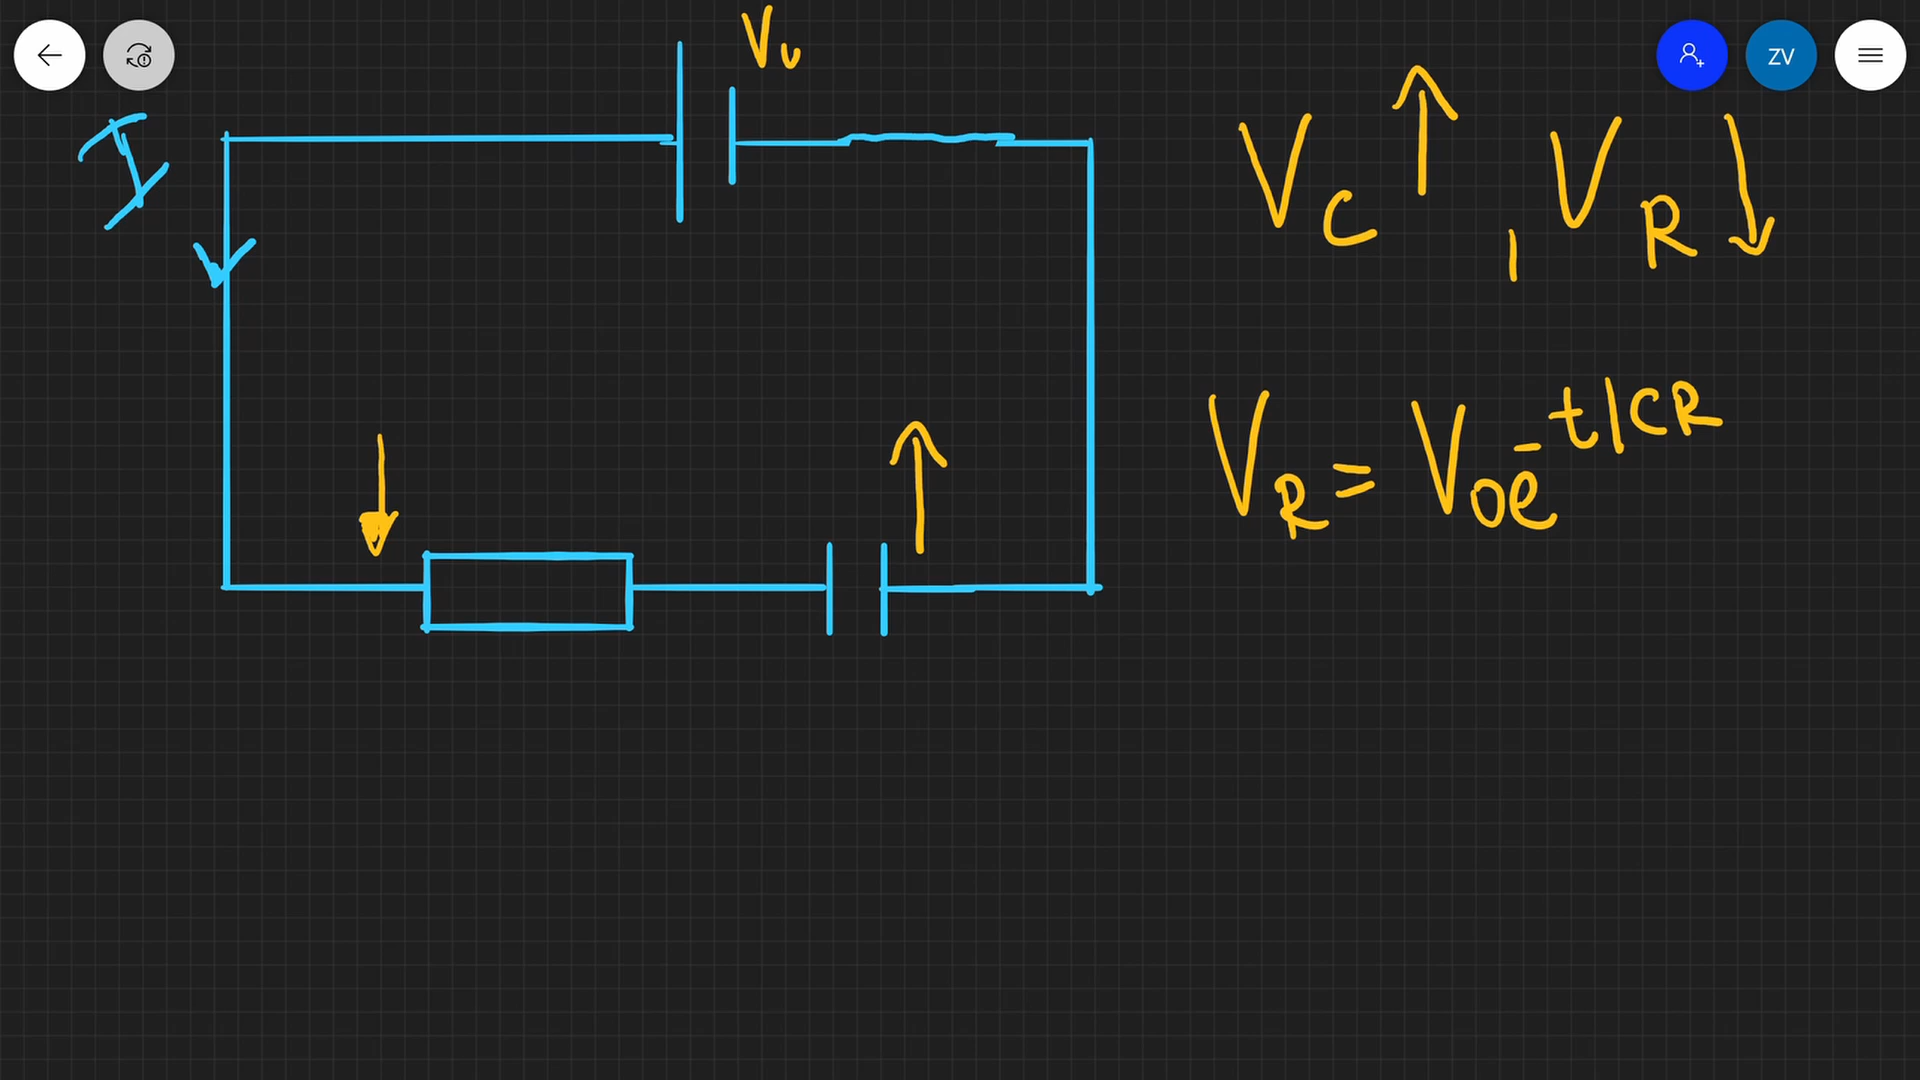 V₀
ZV
I
V_C ↑, V_R ↓
V_R = V₀e^{-t/CR}